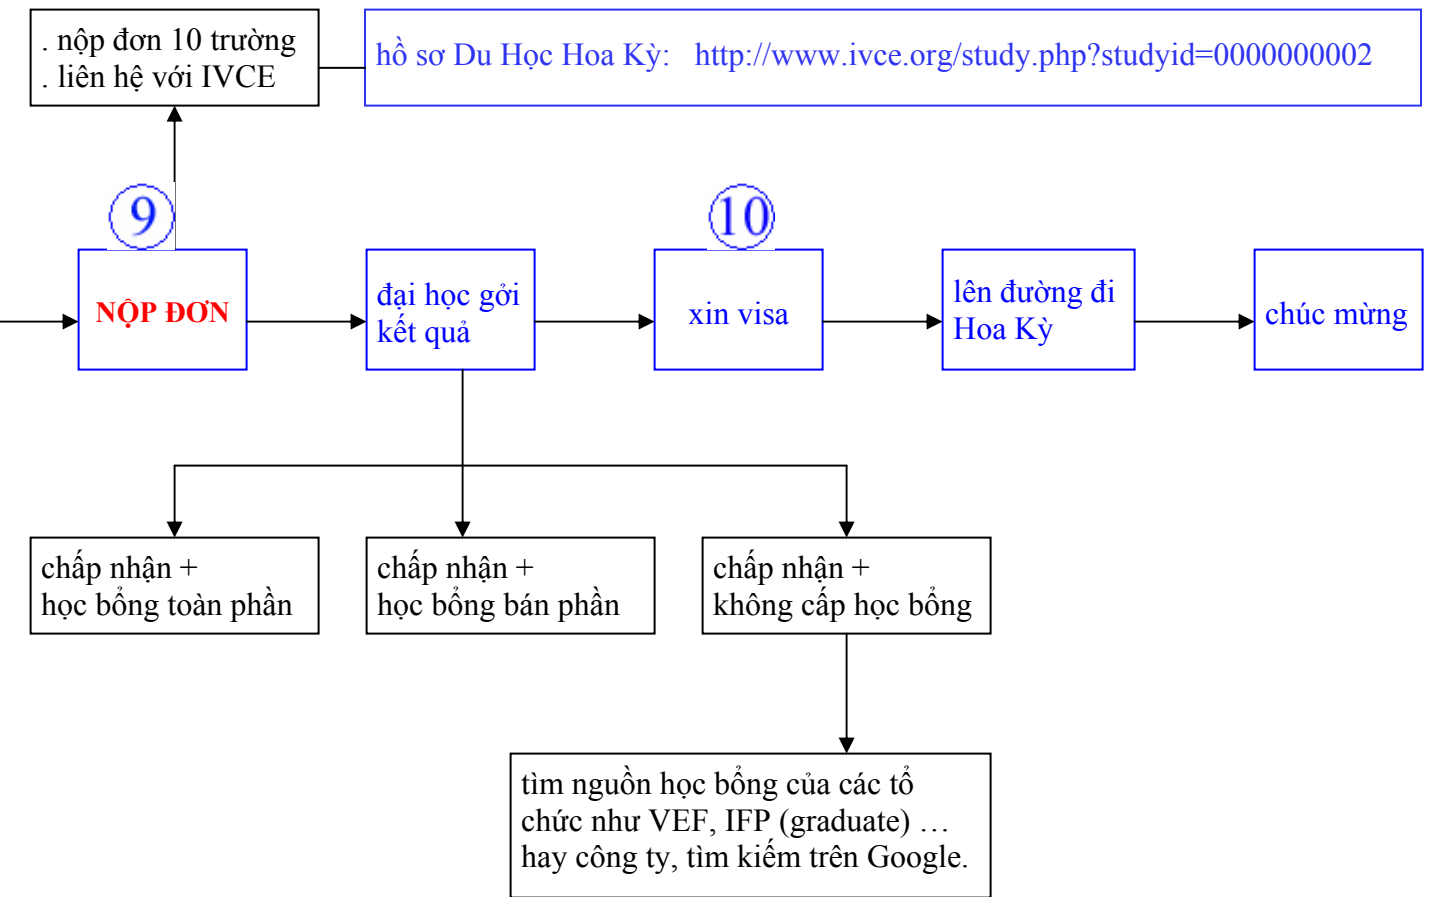 . nộp đơn 10 trường
. liên hệ với IVCE
hồ sơ Du Học Hoa Kỳ: http://www.ivce.org/study.php?studyid=0000000002
9
10
NỘP ĐƠN
đại học gởi
kết quả
xin visa
lên đường đi
Hoa Kỳ
chúc mừng
chấp nhận +
học bổng toàn phần
chấp nhận +
học bổng bán phần
chấp nhận +
không cấp học bổng
tìm nguồn học bổng của các tổ
chức như VEF, IFP (graduate) …
hay công ty, tìm kiếm trên Google.